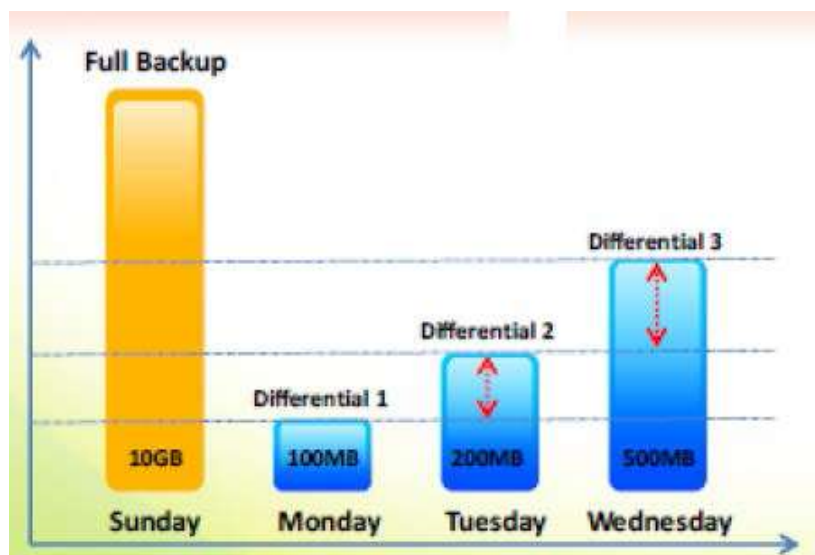 Full Backup
Differential 3
Differential 2
Differential 1
10GB
100MB
200MB
500MB
Sunday
Monday
Tuesday
Wednesday